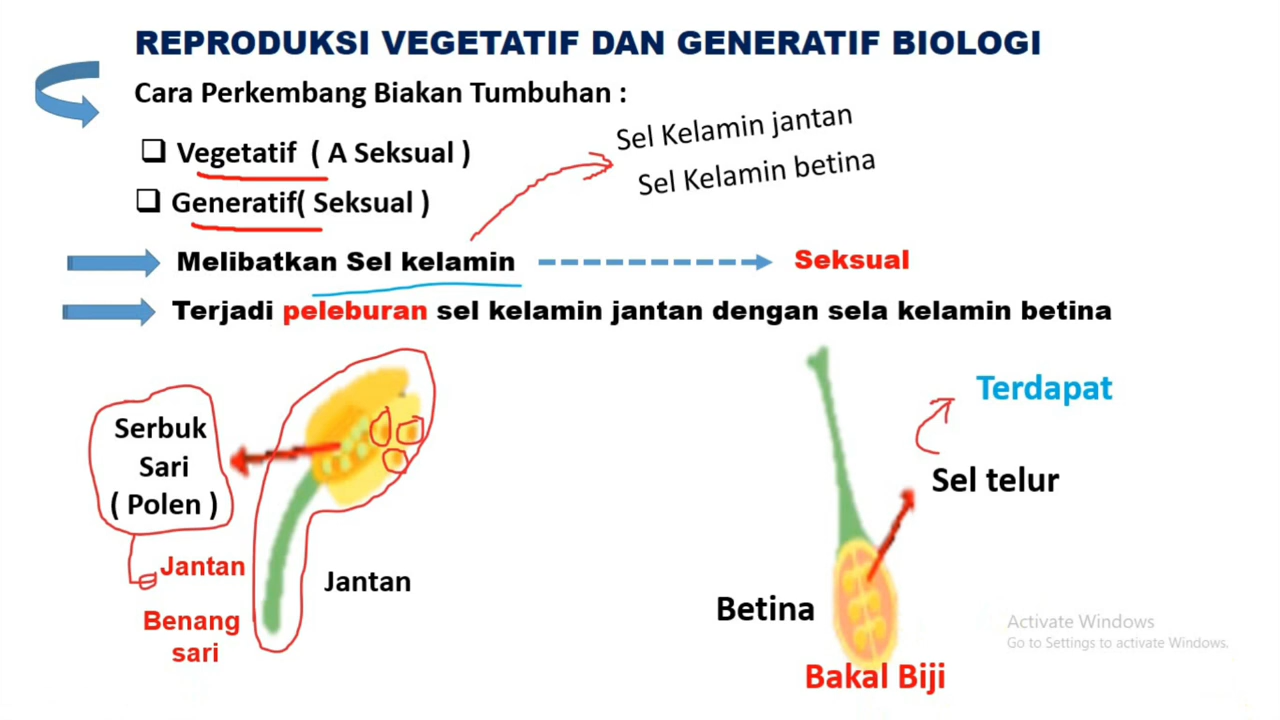 REPRODUKSI VEGETATIF DAN GENERATIF BIOLOGI
Cara Perkembang Biakan Tumbuhan :
Vegetatif ( A Seksual )
Generatif( Seksual )
Sel Kelamin jantan
Sel Kelamin betina
Melibatkan Sel kelamin
Seksual
Terjadi peleburan sel kelamin jantan dengan sela kelamin betina
Serbuk
Sari
( Polen )
Jantan
Benang
sari
Jantan
Terdapat
Sel telur
Betina
Bakal Biji
Activate Windows
Go to Settings to activate Windows.